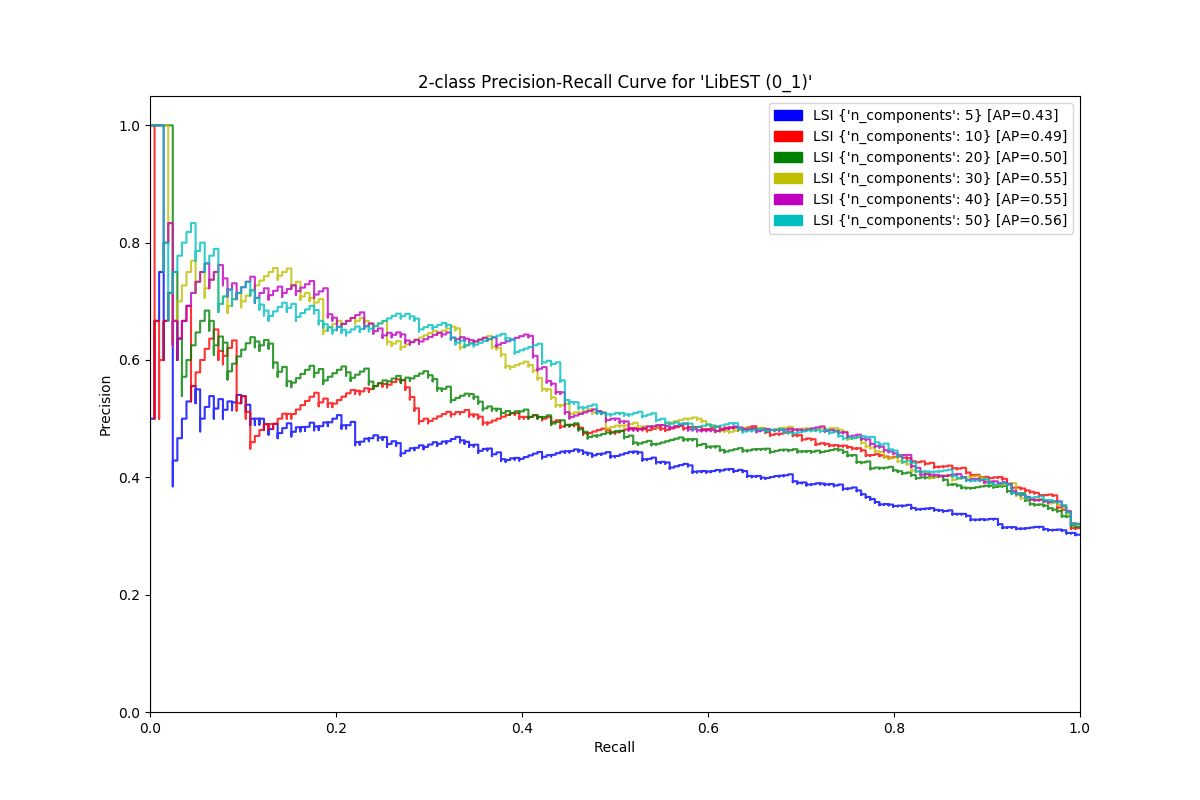 2-class Precision-Recall Curve for 'LibEST (0_1)'
LSI {'n_components': 5} [AP=0.43]
LSI {'n_components': 10} [AP=0.49]
LSI {'n_components': 20} [AP=0.50]
LSI {'n_components': 30} [AP=0.55]
LSI {'n_components': 40} [AP=0.55]
LSI {'n_components': 50} [AP=0.56]
1.0
0.8
0.6
0.4
0.2
0.0
Precision
0.0 0.2 0.4 0.6 0.8 1.0
Recall